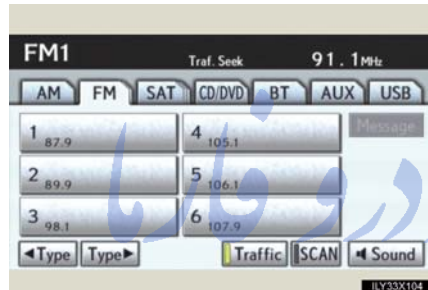 FM1 Traf. Seek 91.1MHz
AM FM SAT CD/DVD BT AUX USB
1 87.9 4 105.1 Message
2 89.9 5 106.1
3 98.1 6 107.9
◄Type Type► Traffic SCAN Sound
ILY33X104